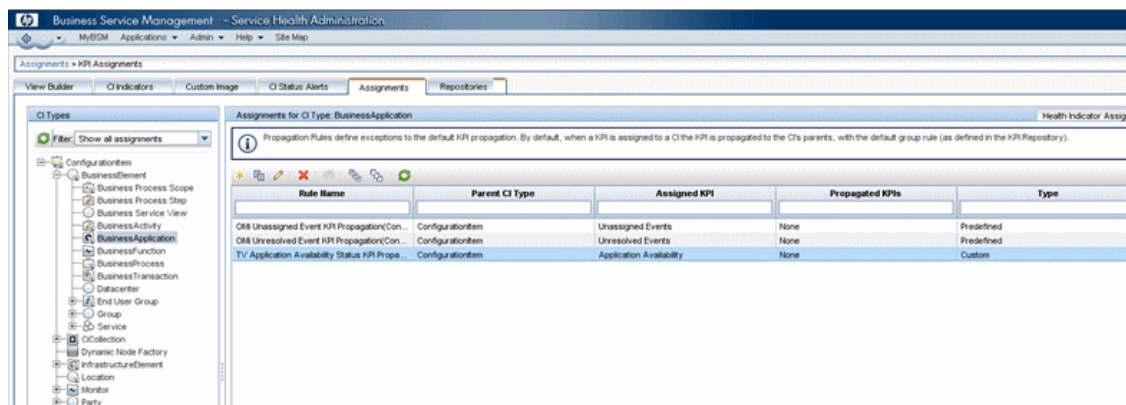 hp Business Service Management - Service Health Administration
MyBSM Applications Admin Help Site Map
Assignments > KPI Assignments
View Builder CI Indicators Custom Image CI Status Alerts Assignments Repositories
CI Types
Filter: Show all assignments
ConfigurationItem
BusinessElement
Business Process Scope
Business Process Step
Business Service View
BusinessActivity
BusinessApplication
BusinessFunction
BusinessProcess
BusinessTransaction
Datacenter
End User Group
Group
Service
CiCollection
Dynamic Node Factory
InfrastructureElement
Location
Monitor
Party
Assignments for CI Type: BusinessApplication Health Indicator Assig
Propagation Rules define exceptions to the default KPI propagation. By default, when a KPI is assigned to a CI the KPI is propagated to the CI's parents, with the default group rule (as defined in the KPI Repository).
Rule Name Parent CI Type Assigned KPI Propagated KPIs Type
OMi Unassigned Event KPI Propagation(Con... ConfigurationItem Unassigned Events None Predefined
OMi Unresolved Event KPI Propagation(Con... ConfigurationItem Unresolved Events None Predefined
TV Application Availability Status KPI Propa... ConfigurationItem Application Availability None Custom